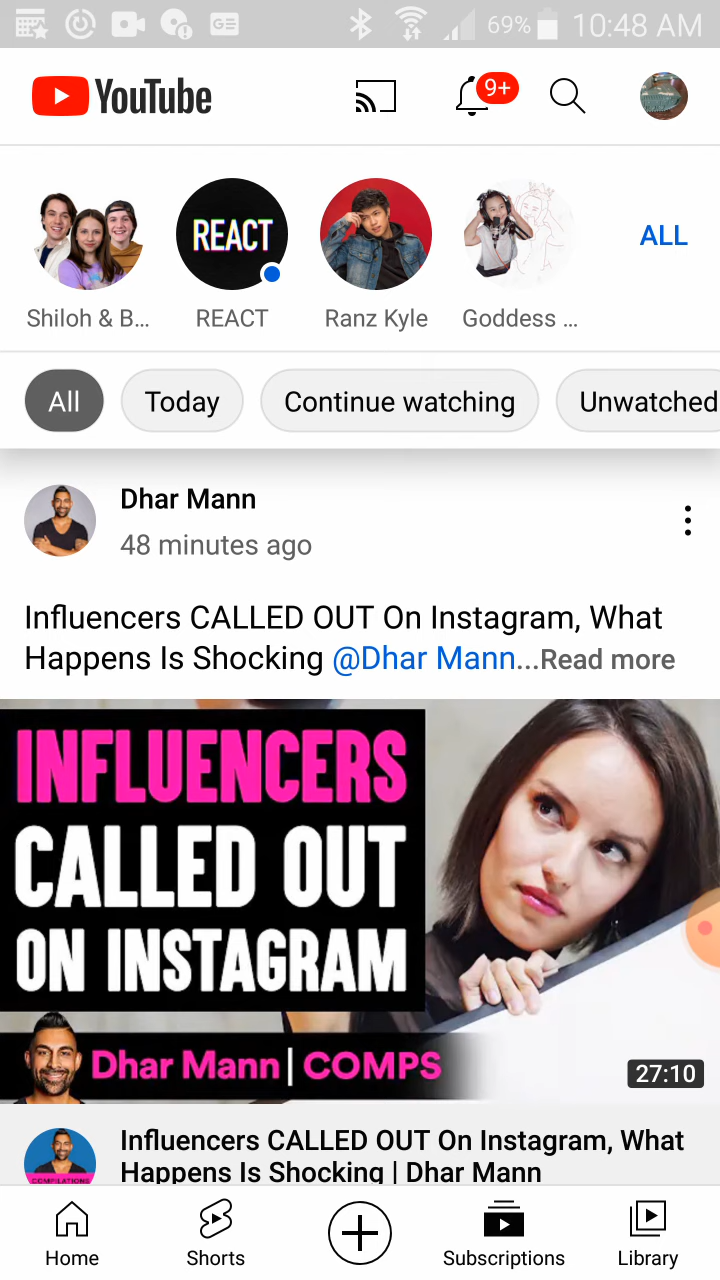 69% 10:48 AM
YouTube
9+
REACT
ALL
Shiloh & B... REACT Ranz Kyle Goddess ...
All Today Continue watching Unwatched
Dhar Mann
48 minutes ago
Influencers CALLED OUT On Instagram, What
Happens Is Shocking @Dhar Mann...Read more
INFLUENCERS
CALLED OUT
ON INSTAGRAM
Dhar Mann | COMPS
27:10
COMPILATIONS
Influencers CALLED OUT On Instagram, What
Happens Is Shocking | Dhar Mann
Home Shorts Subscriptions Library